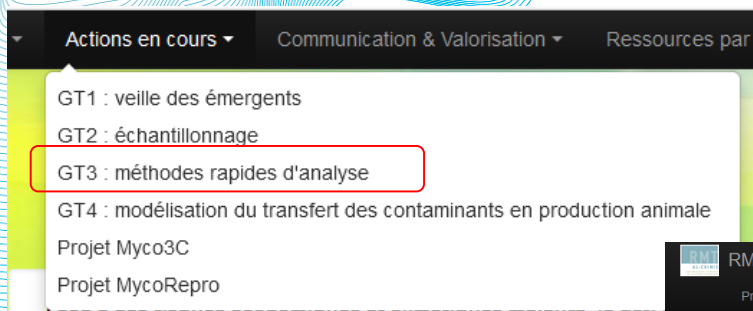 Actions en cours Communication & Valorisation Ressources par
GT1 : veille des émergents
GT2 : échantillonnage
GT3 : méthodes rapides d'analyse
GT4 : modélisation du transfert des contaminants en production animale
Projet Myco3C
Projet MycoRepro
RMT